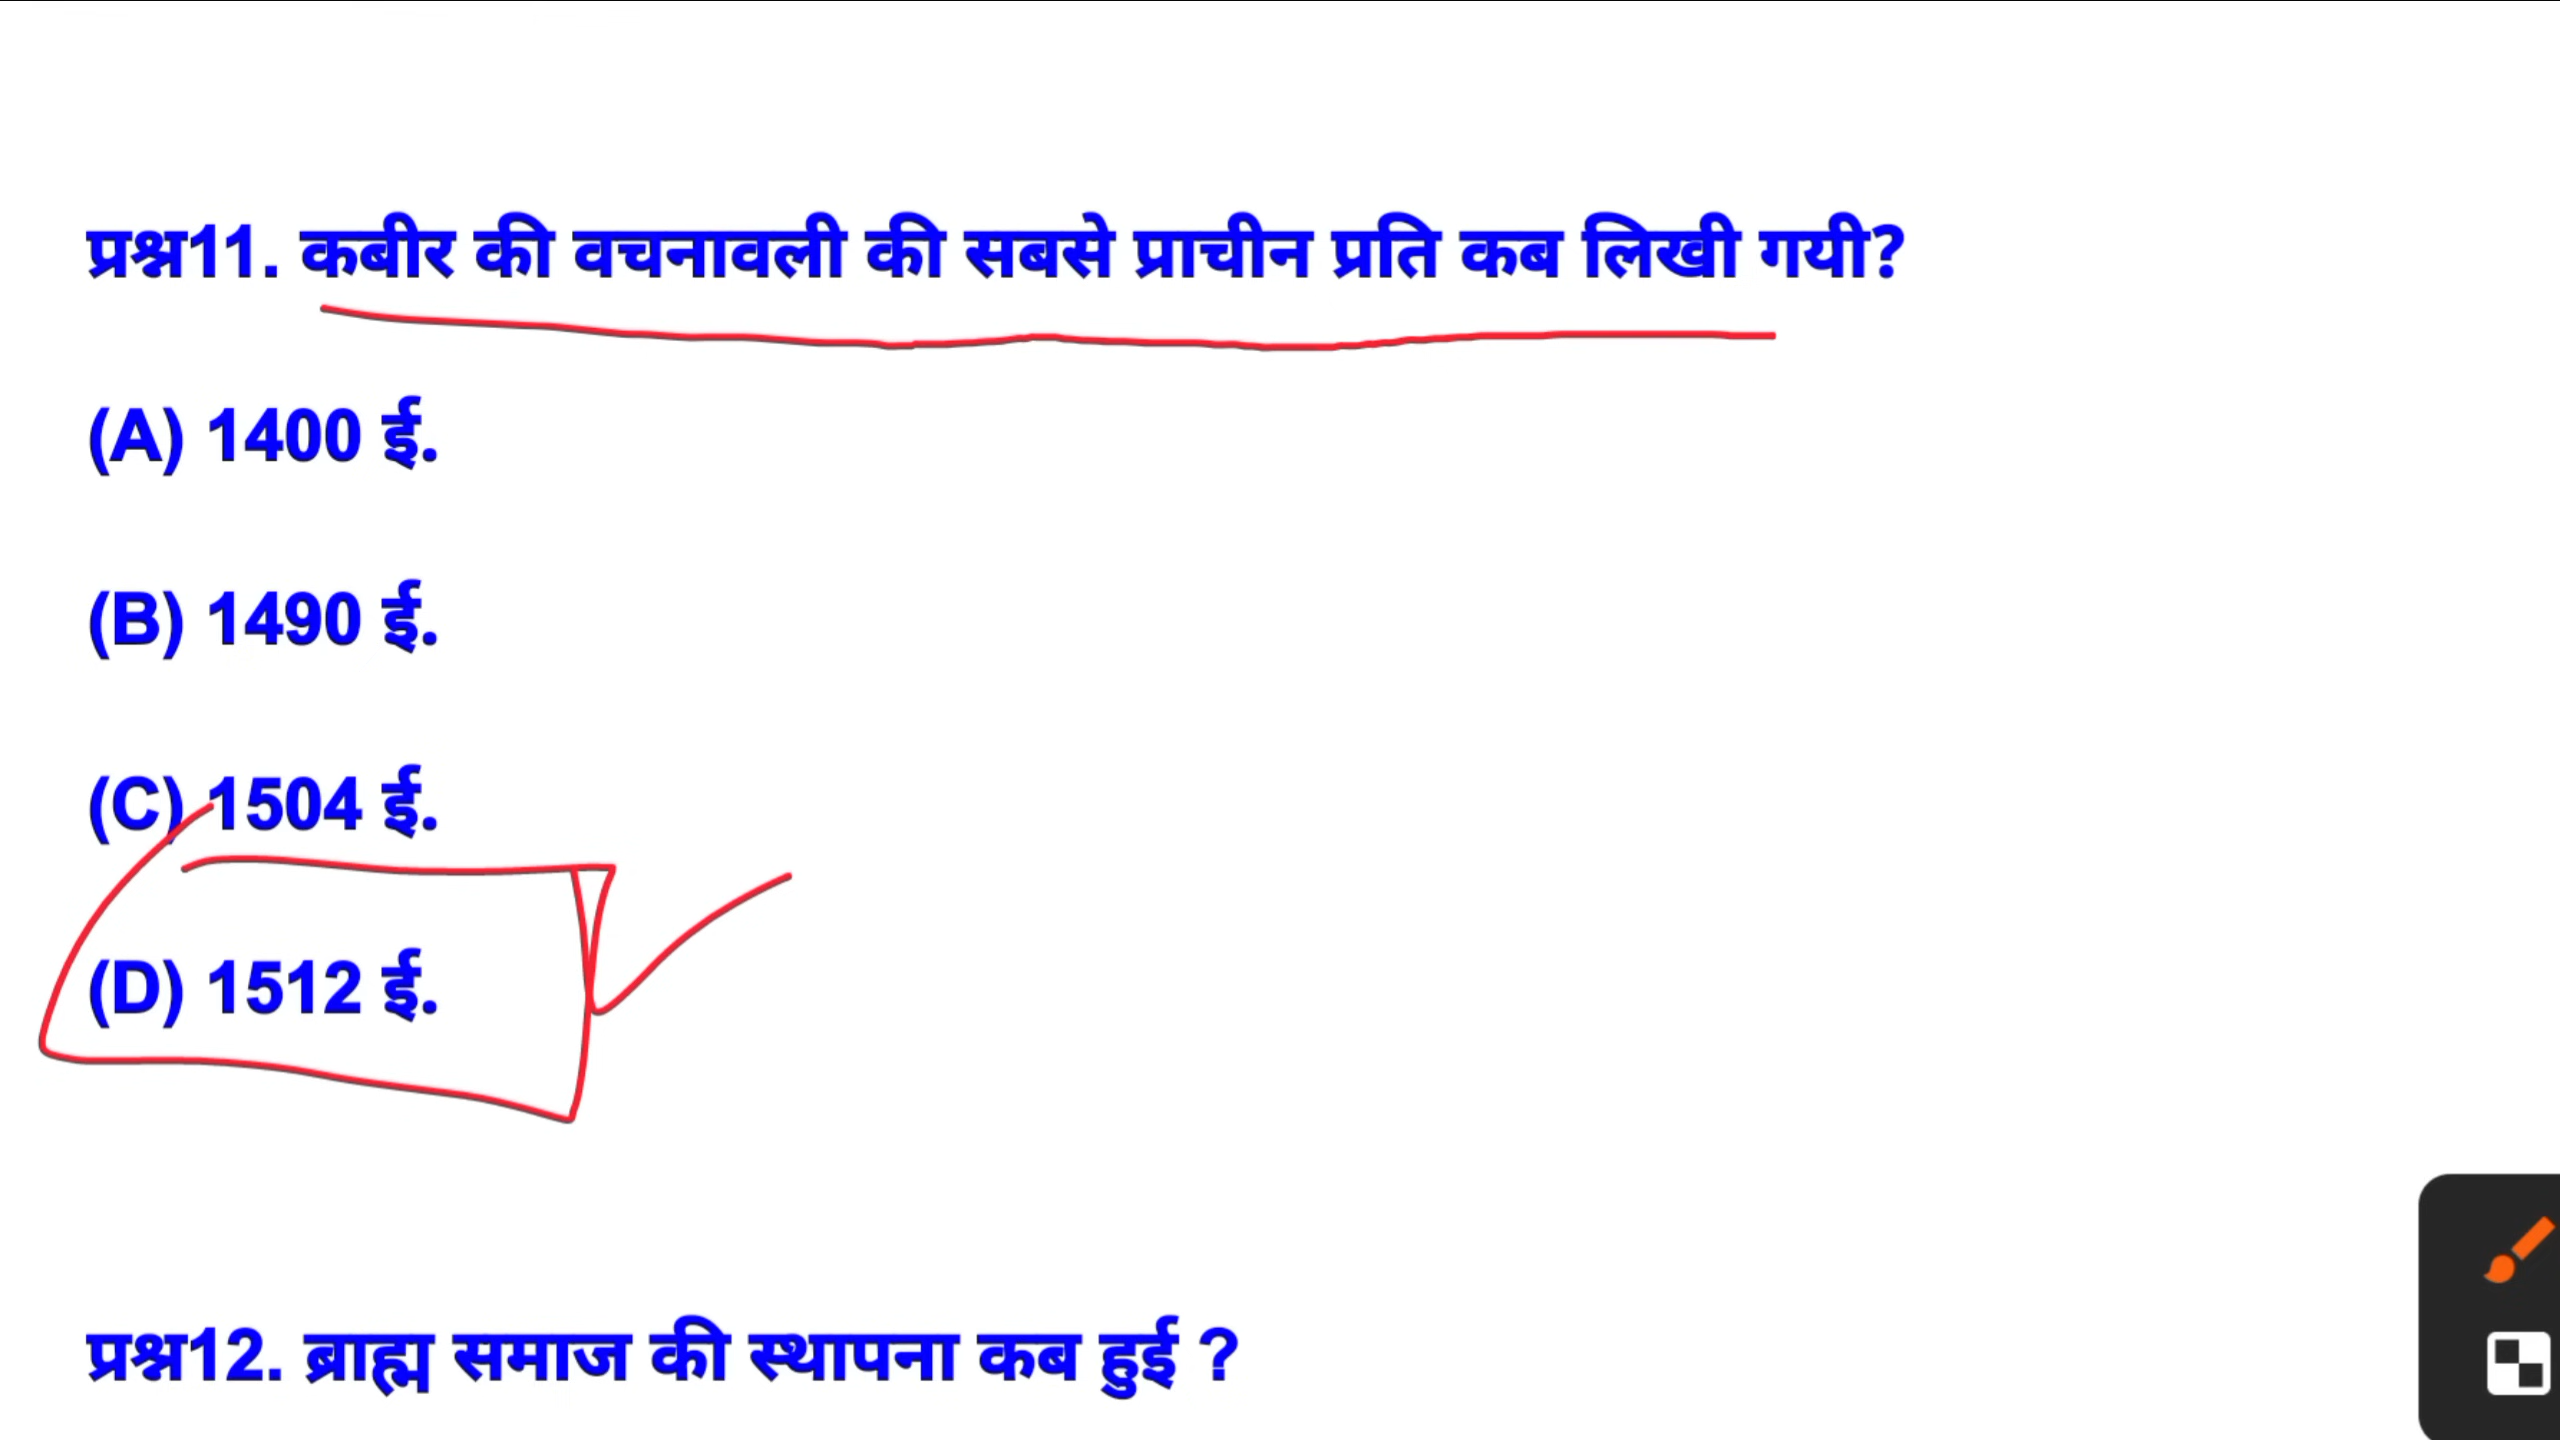 प्रश्न11. कबीर की वचनावली की सबसे प्राचीन प्रति कब लिखी गयी?
(A) 1400 ई.
(B) 1490 ई.
(C) 1504 ई.
(D) 1512 ई.
प्रश्न12. ब्राह्म समाज की स्थापना कब हुई ?